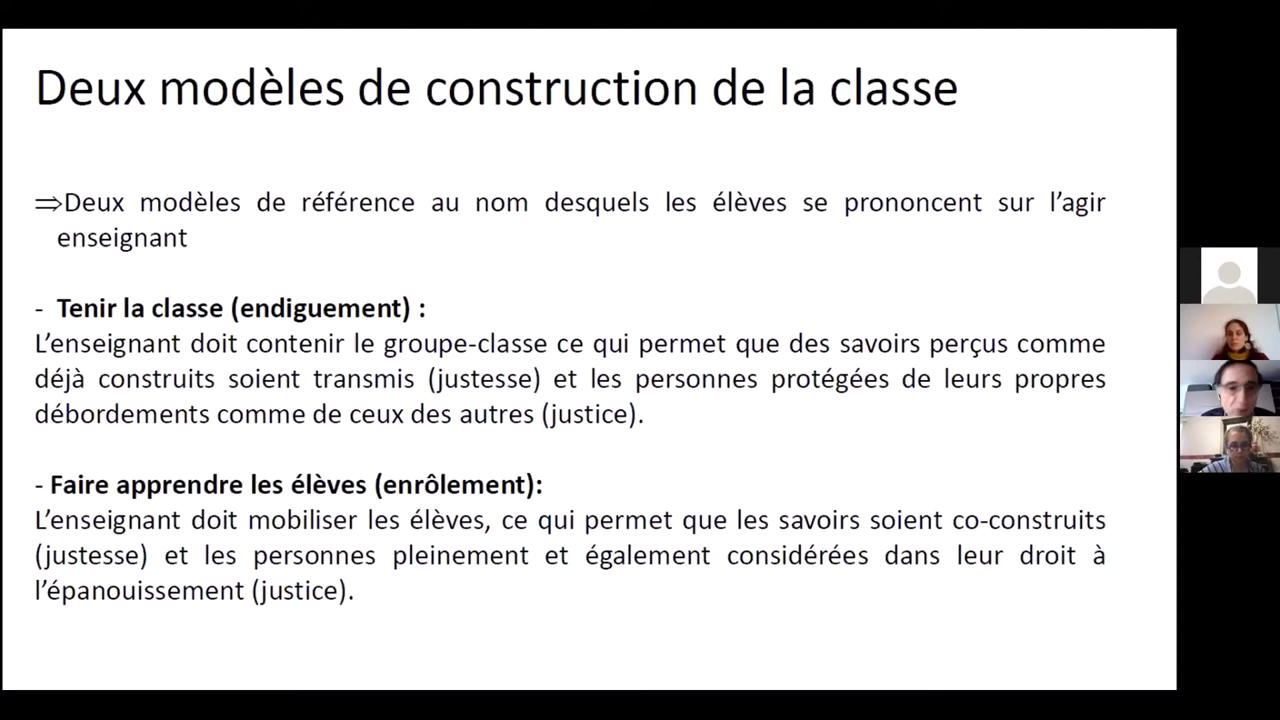 Deux modèles de construction de la classe
⇒Deux modèles de référence au nom desquels les élèves se prononcent sur l’agir
enseignant
- Tenir la classe (endiguement) :
L’enseignant doit contenir le groupe-classe ce qui permet que des savoirs perçus comme
déjà construits soient transmis (justesse) et les personnes protégées de leurs propres
débordements comme de ceux des autres (justice).
- Faire apprendre les élèves (enrôlement):
L’enseignant doit mobiliser les élèves, ce qui permet que les savoirs soient co-construits
(justesse) et les personnes pleinement et également considérées dans leur droit à
l’épanouissement (justice).